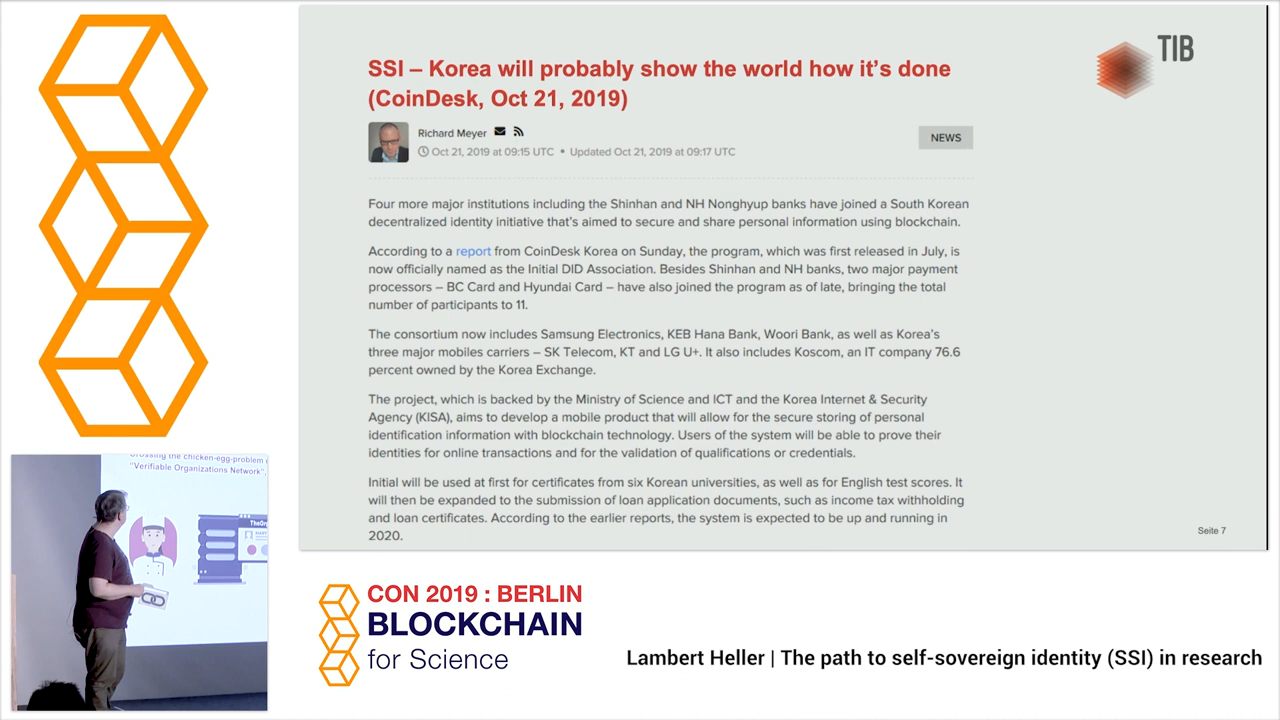 SSI – Korea will probably show the world how it's done
(CoinDesk, Oct 21, 2019)
TIB
Richard Meyer
Oct 21, 2019 at 09:15 UTC • Updated Oct 21, 2019 at 09:17 UTC
NEWS
Four more major institutions including the Shinhan and NH Nonghyup banks have joined a South Korean
decentralized identity initiative that's aimed to secure and share personal information using blockchain.
According to a report from CoinDesk Korea on Sunday, the program, which was first released in July, is
now officially named as the Initial DID Association. Besides Shinhan and NH banks, two major payment
processors – BC Card and Hyundai Card – have also joined the program as of late, bringing the total
number of participants to 11.
The consortium now includes Samsung Electronics, KEB Hana Bank, Woori Bank, as well as Korea's
three major mobiles carriers – SK Telecom, KT and LG U+. It also includes Koscom, an IT company 76.6
percent owned by the Korea Exchange.
The project, which is backed by the Ministry of Science and ICT and the Korea Internet & Security
Agency (KISA), aims to develop a mobile product that will allow for the secure storing of personal
identification information with blockchain technology. Users of the system will be able to prove their
identities for online transactions and for the validation of qualifications or credentials.
Initial will be used at first for certificates from six Korean universities, as well as for English test scores. It
will then be expanded to the submission of loan application documents, such as income tax withholding
and loan certificates. According to the earlier reports, the system is expected to be up and running in
2020.
Seite 7
Crossing the chicken-egg-problem
"Verifiable Organizations Network",
CON 2019 : BERLIN
BLOCKCHAIN
for Science
Lambert Heller | The path to self-sovereign identity (SSI) in research